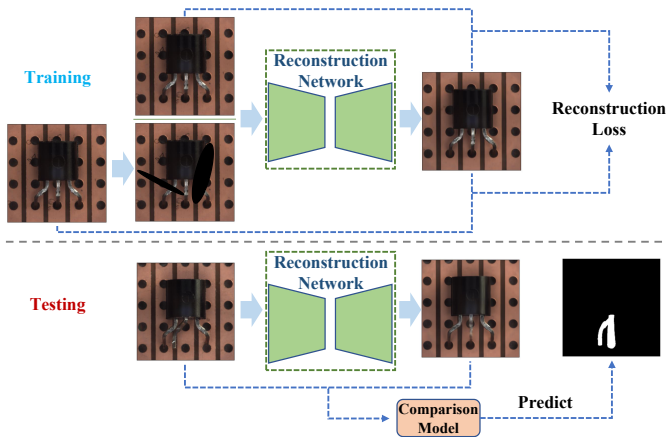 Training
Reconstruction
Network
Reconstruction
Loss
Testing
Reconstruction
Network
Comparison
Model
Predict